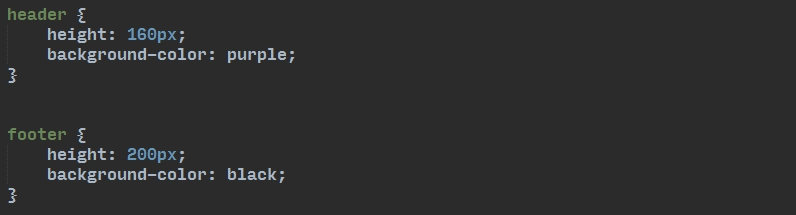 header {
    height: 160px;
    background-color: purple;
}
footer {
    height: 200px;
    background-color: black;
}